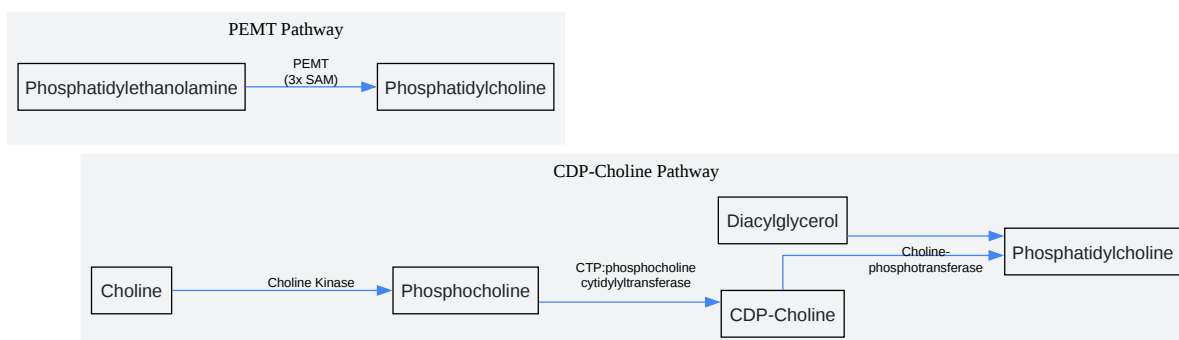 PEMT Pathway
Phosphatidylethanolamine
PEMT
(3x SAM)
Phosphatidylcholine
CDP-Choline Pathway
Choline
Choline Kinase
Phosphocholine
CTP:phosphocholine
cytidylyltransferase
Diacylglycerol
CDP-Choline
Choline-
phosphotransferase
Phosphatidylcholine